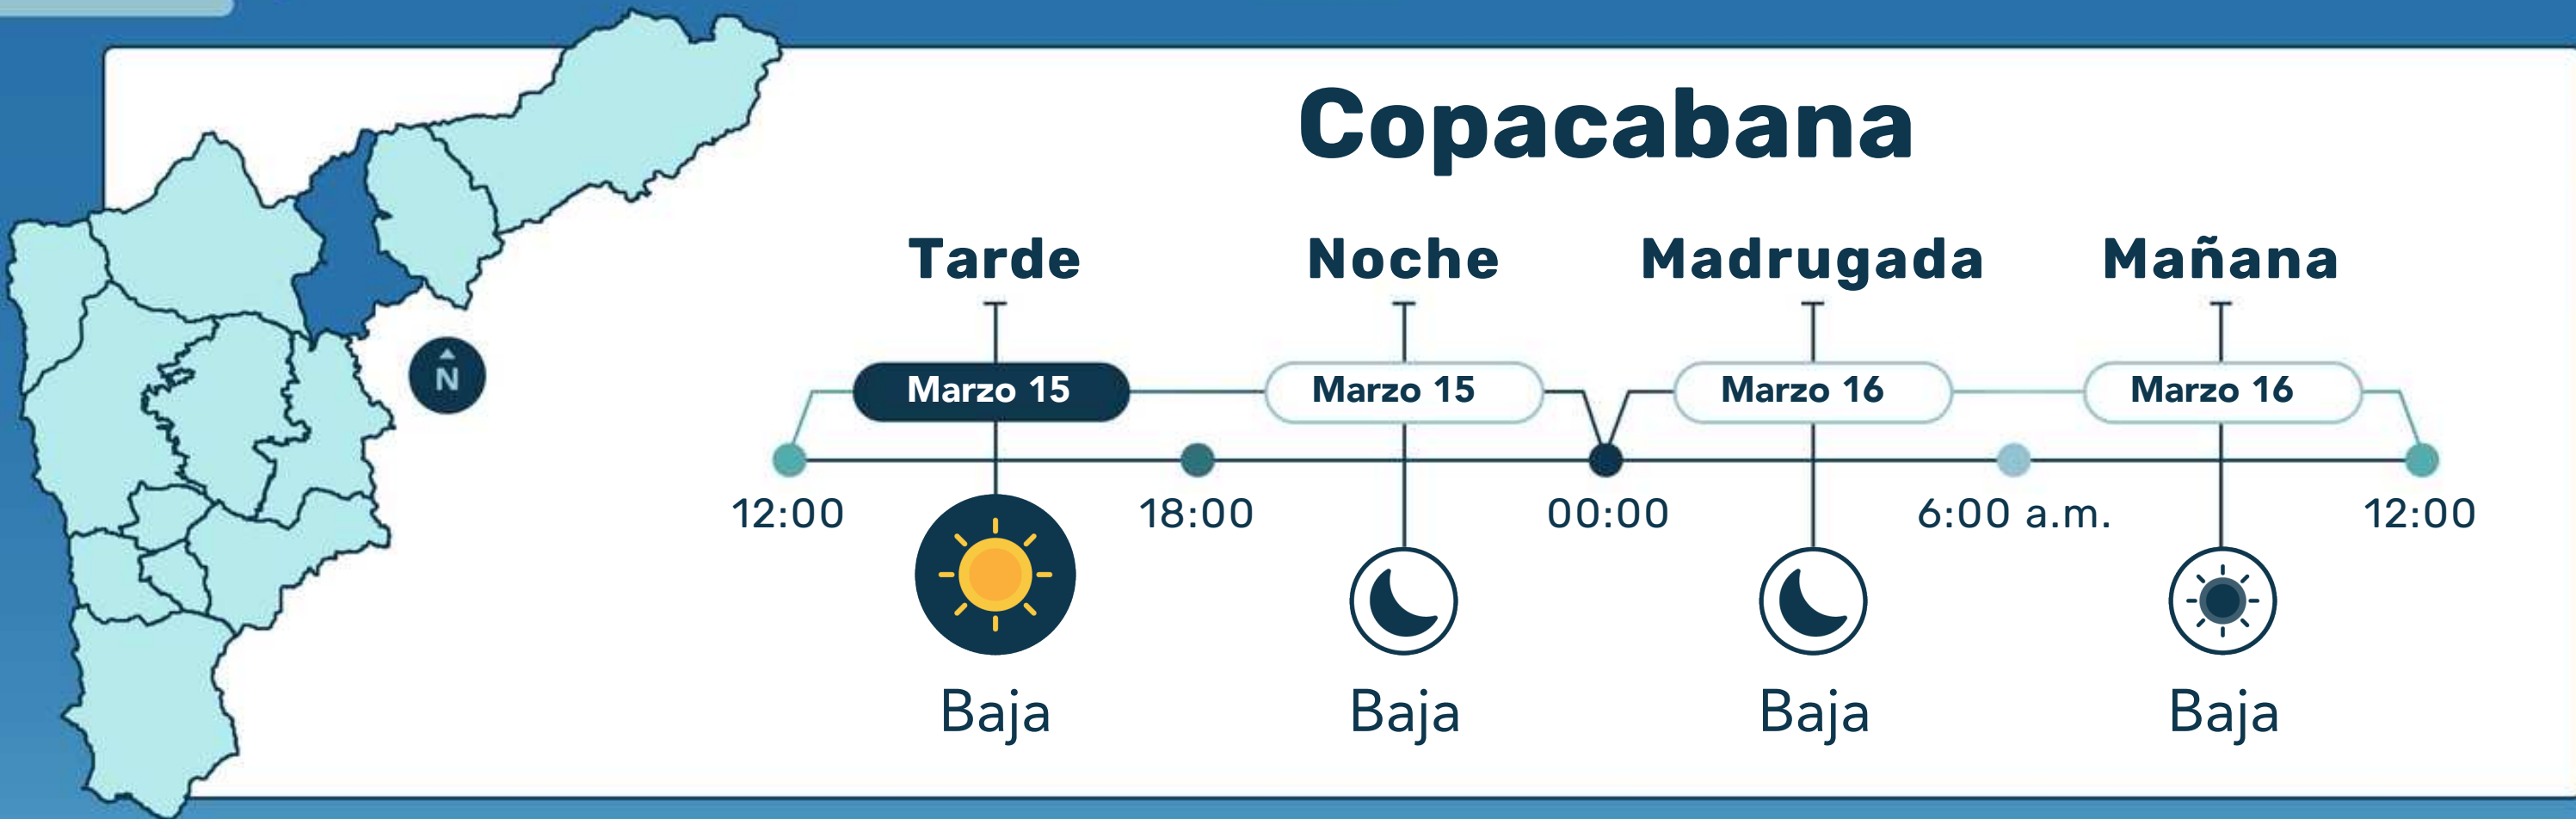 Copacabana
Tarde Noche Madrugada Mañana
N
Marzo 15 Marzo 15 Marzo 16 Marzo 16
12:00 18:00 00:00 6:00 a.m. 12:00
Baja Baja Baja Baja